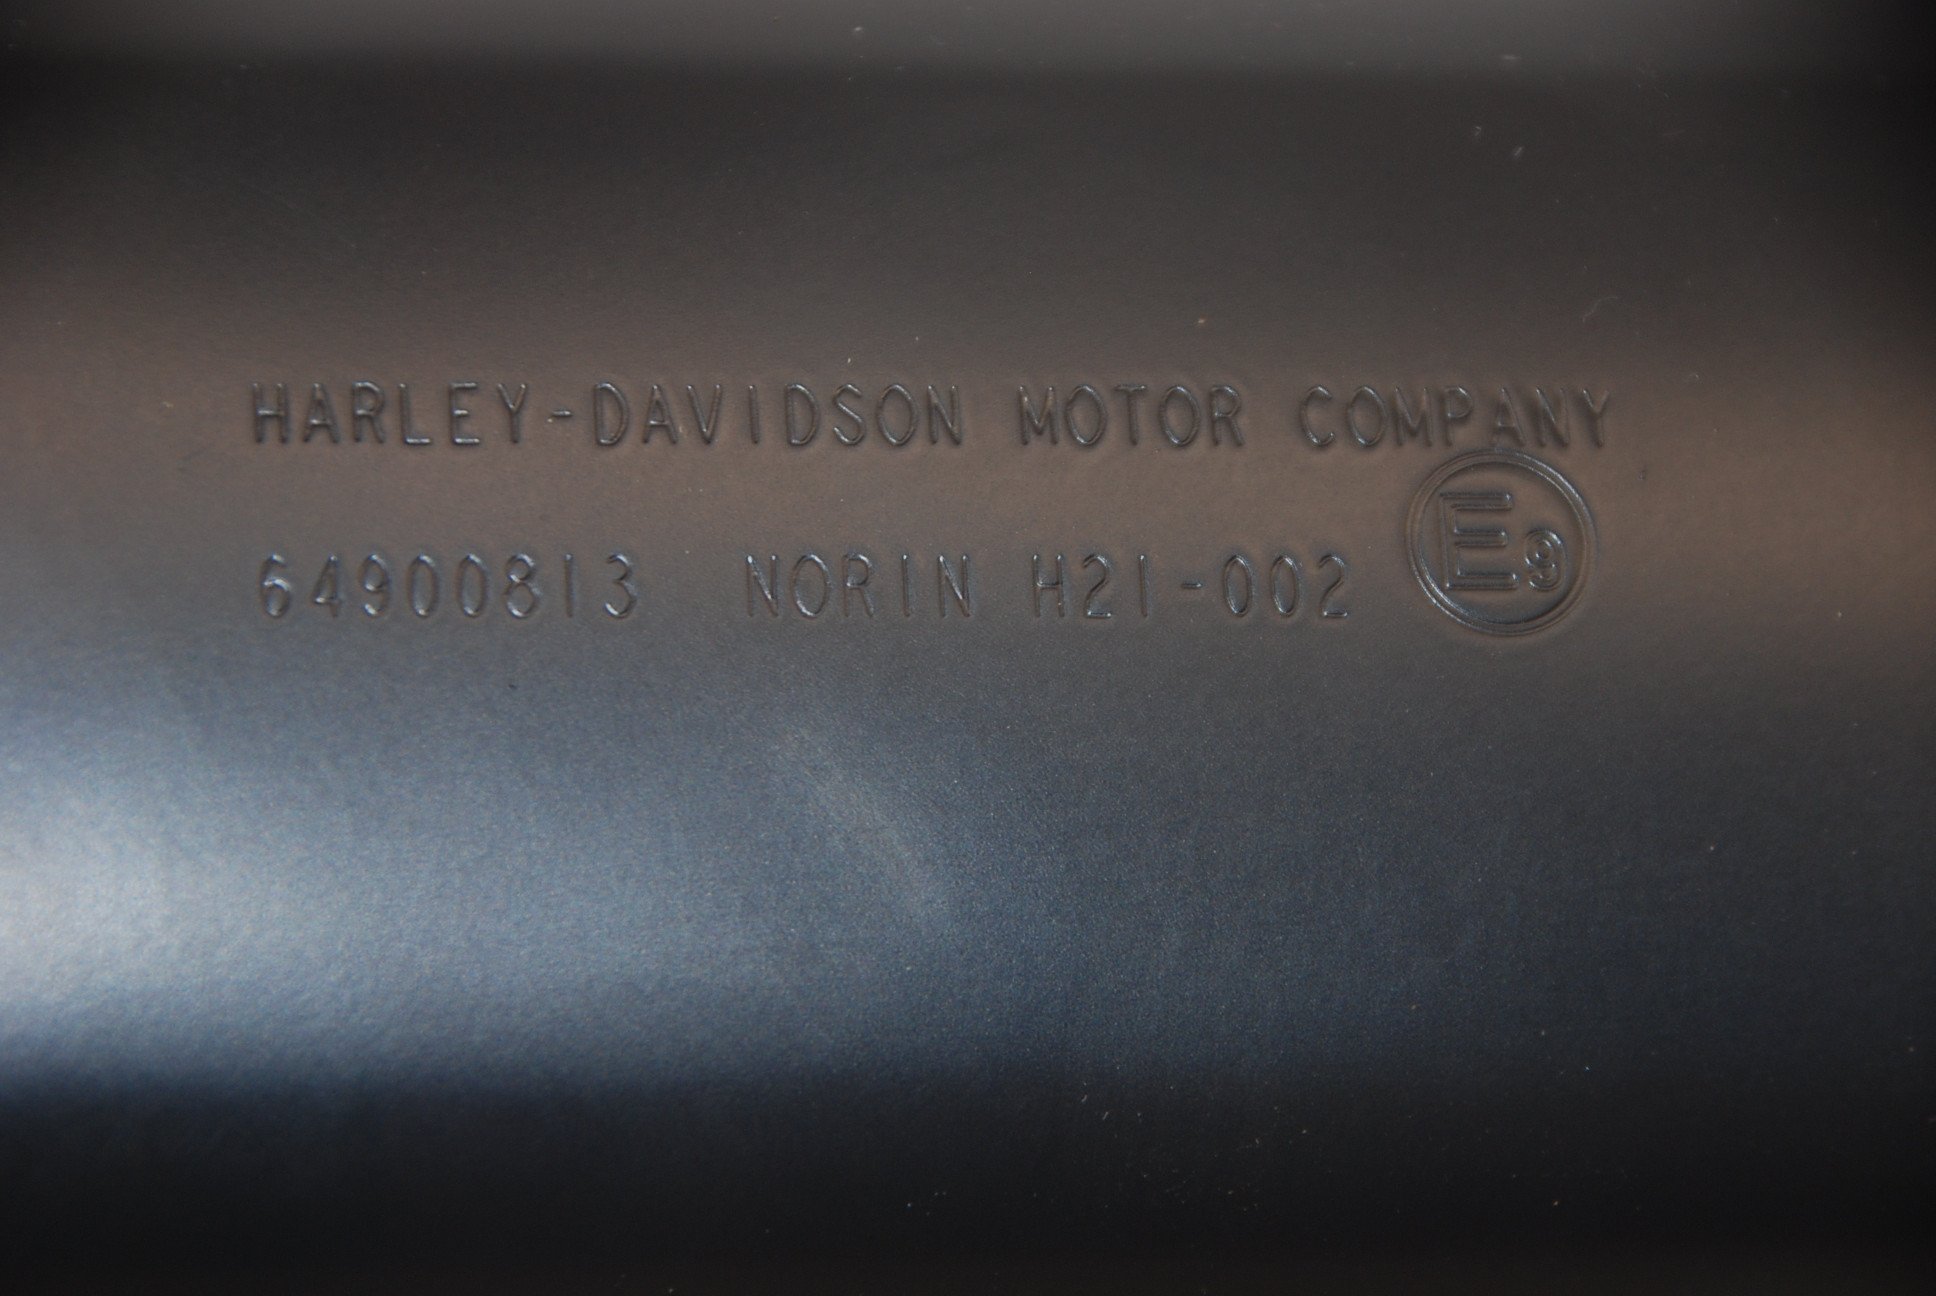 HARLEY-DAVIDSON MOTOR COMPANY
64900813 NORIN H21-002 E9